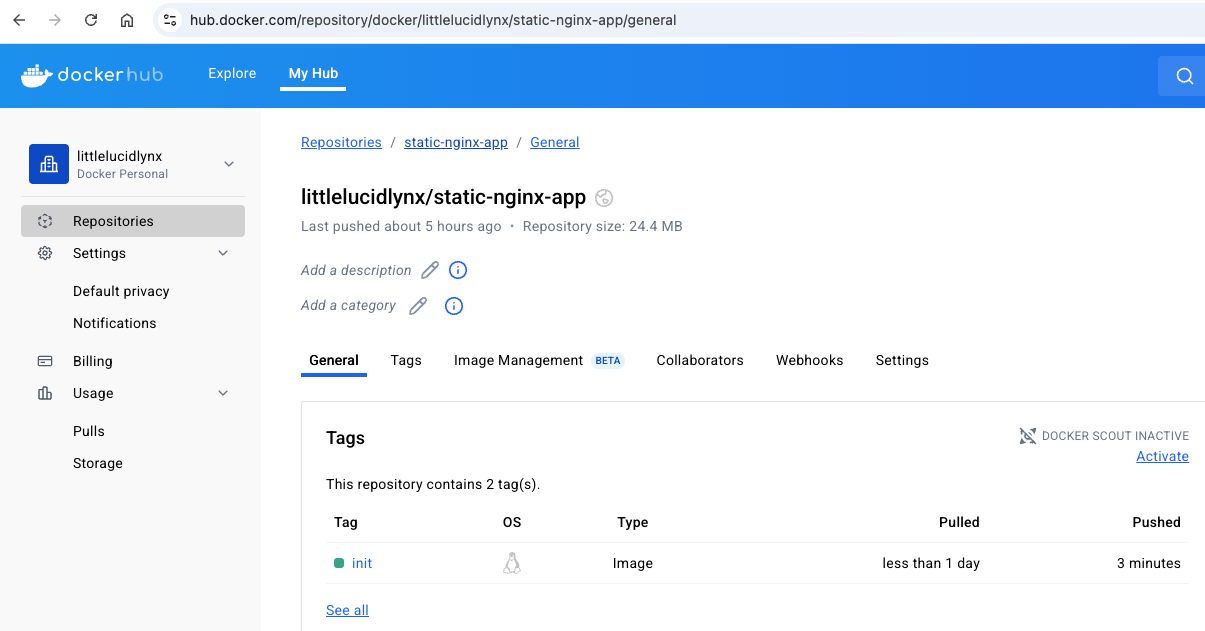 hub.docker.com/repository/docker/littlelucidlynx/static-nginx-app/general
dockerhub Explore My Hub
littlelucidlynx
Docker Personal
Repositories
Settings
Default privacy
Notifications
Billing
Usage
Pulls
Storage
Repositories / static-nginx-app / General
littlelucidlynx/static-nginx-app
Last pushed about 5 hours ago • Repository size: 24.4 MB
Add a description
Add a category
General Tags Image Management BETA Collaborators Webhooks Settings
Tags
DOCKER SCOUT INACTIVE
Activate
This repository contains 2 tag(s).
Tag OS Type Pulled Pushed
init Image less than 1 day 3 minutes
See all